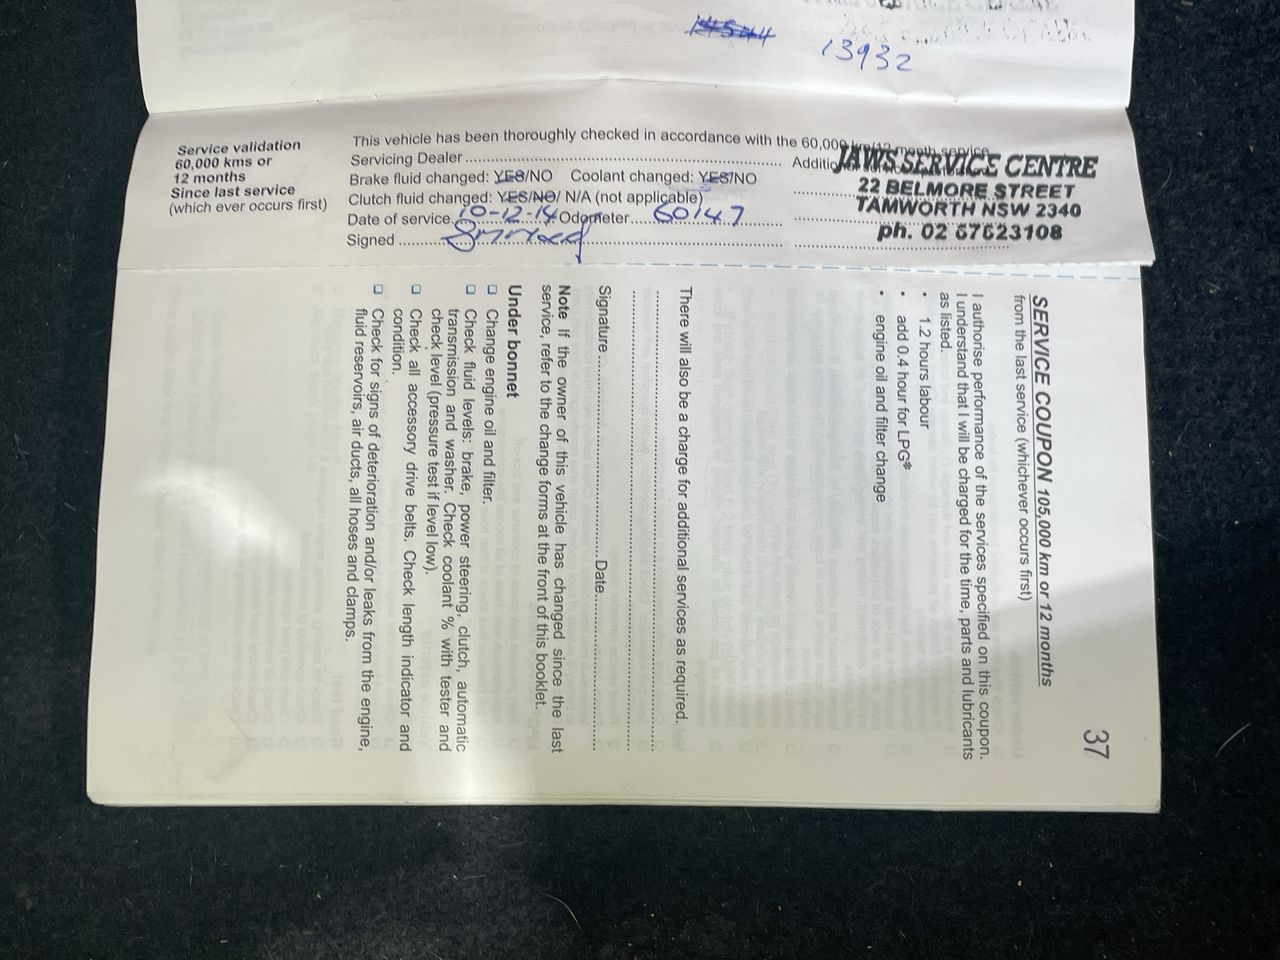 13932
Service validation
60,000 kms or
12 months
Since last service
(which ever occurs first)
This vehicle has been thoroughly checked in accordance with the 60,000 km/12 month service
Servicing Dealer
Brake fluid changed: YES/NO Coolant changed: YES/NO
Clutch fluid changed: YES/NO/ N/A (not applicable)
Date of service 10-12-14 Odometer 60147
Signed
JAWS SERVICE CENTRE
22 BELMORE STREET
TAMWORTH NSW 2340
ph. 02 67623108
37
SERVICE COUPON 105,000 km or 12 months
from the last service (whichever occurs first)
I authorise performance of the services specified on this coupon.
I understand that I will be charged for the time, parts and lubricants
as listed.
• 1.2 hours labour
• add 0.4 hour for LPG*
• engine oil and filter change
There will also be a charge for additional services as required.
Signature Date
Note If the owner of this vehicle has changed since the last
service, refer to the change forms at the front of this booklet.
Under bonnet
❑ Change engine oil and filter.
❑ Check fluid levels: brake, power steering, clutch, automatic
transmission and washer. Check coolant % with tester and
check level (pressure test if level low).
❑ Check all accessory drive belts. Check length indicator and
condition.
❑ Check for signs of deterioration and/or leaks from the engine,
fluid reservoirs, air ducts, all hoses and clamps.